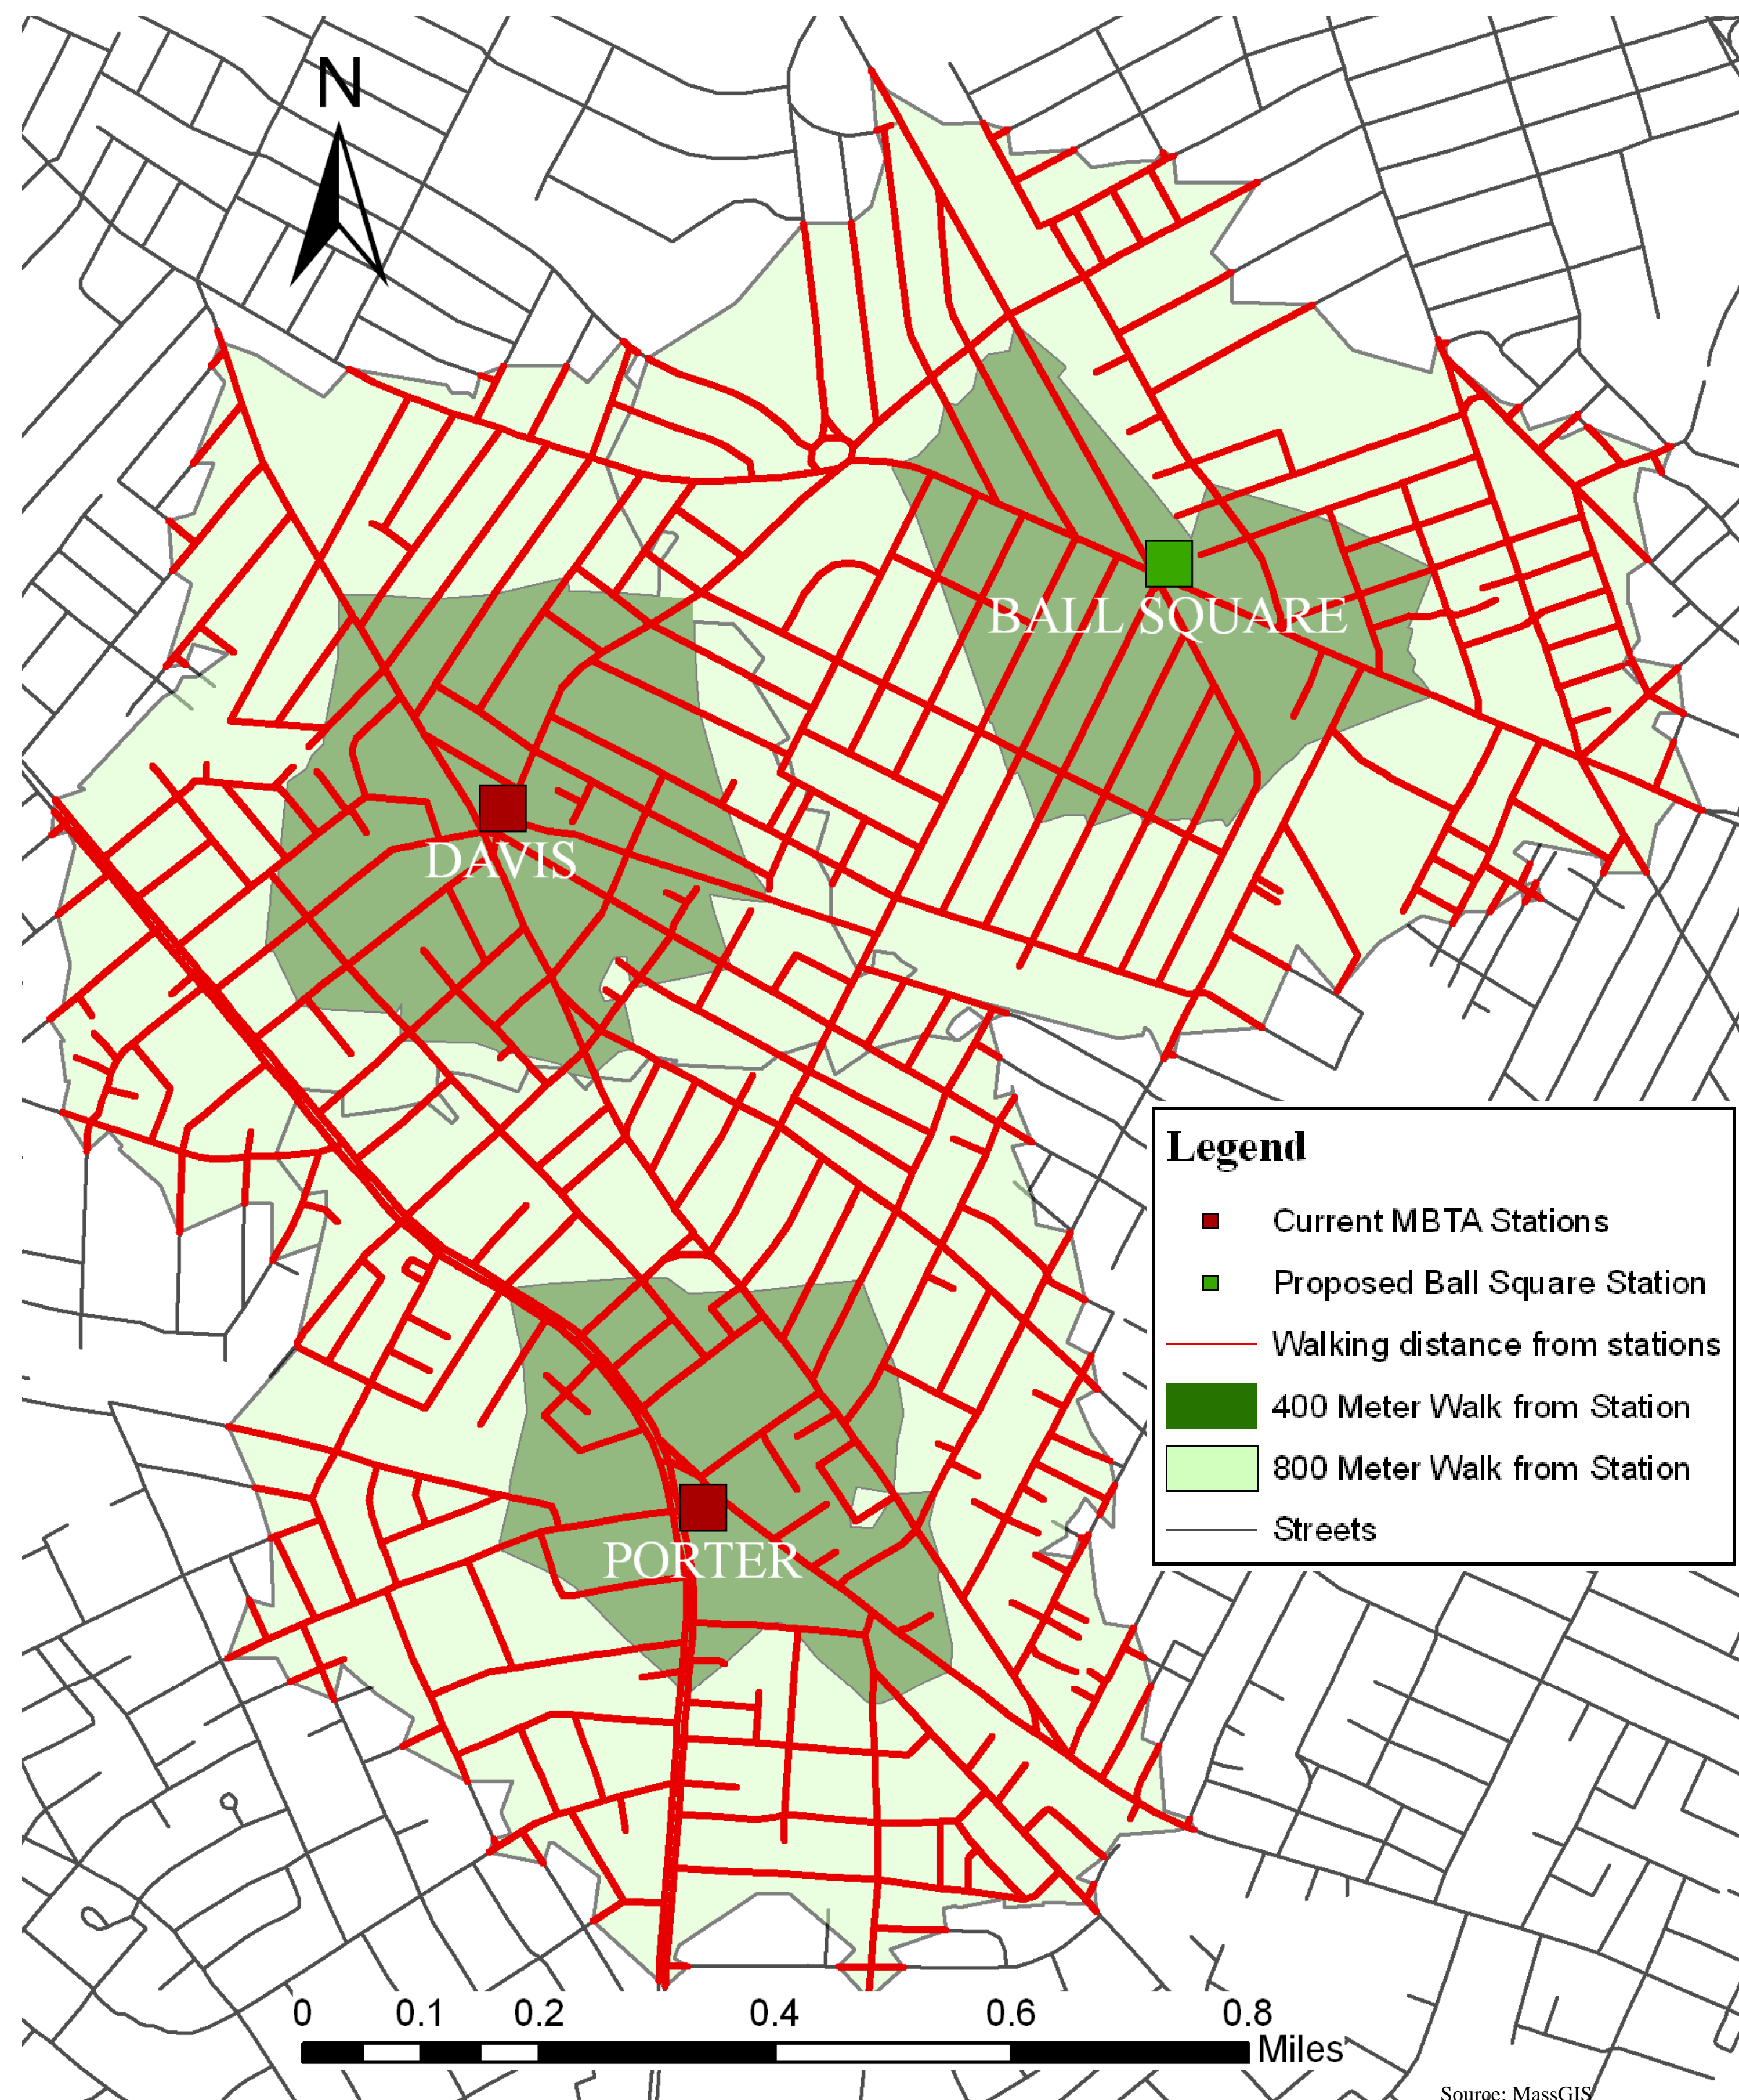 N
BALL SQUARE
DAVIS
Legend
Current MBTA Stations
Proposed Ball Square Station
Walking distance from stations
400 Meter Walk from Station
800 Meter Walk from Station
Streets
PORTER
0 0.1 0.2 0.4 0.6 0.8
Miles
Source: MassGIS